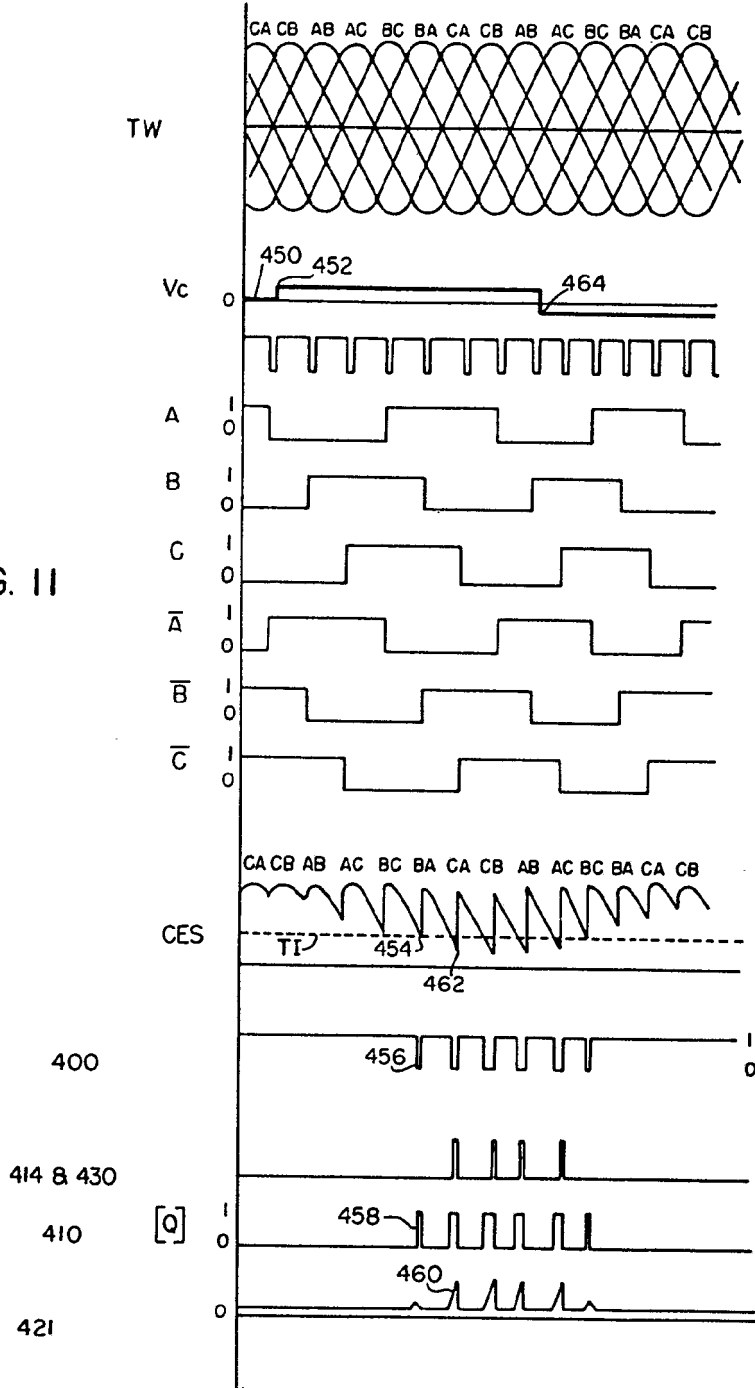 CA CB AB AC BC BA CA CB AB AC BC BA CA CB
TW
Vc 0 450 452 464
A 1 0
B 1 0
C 1 0
G. 11
A̅ 1 0
B̅ 1 0
C̅ 1 0
CA CB AB AC BC BA CA CB AB AC BC BA CA CB
CES TI 454
462
400 456 1 0
414 & 430
410 [Q] 1 0 458
421 0 460